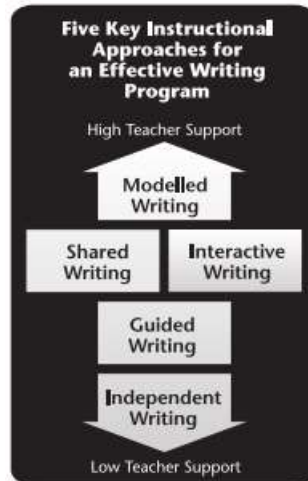 Five Key Instructional
Approaches for
an Effective Writing
Program
High Teacher Support
Modelled
Writing
Shared
Writing
Interactive
Writing
Guided
Writing
Independent
Writing
Low Teacher Support